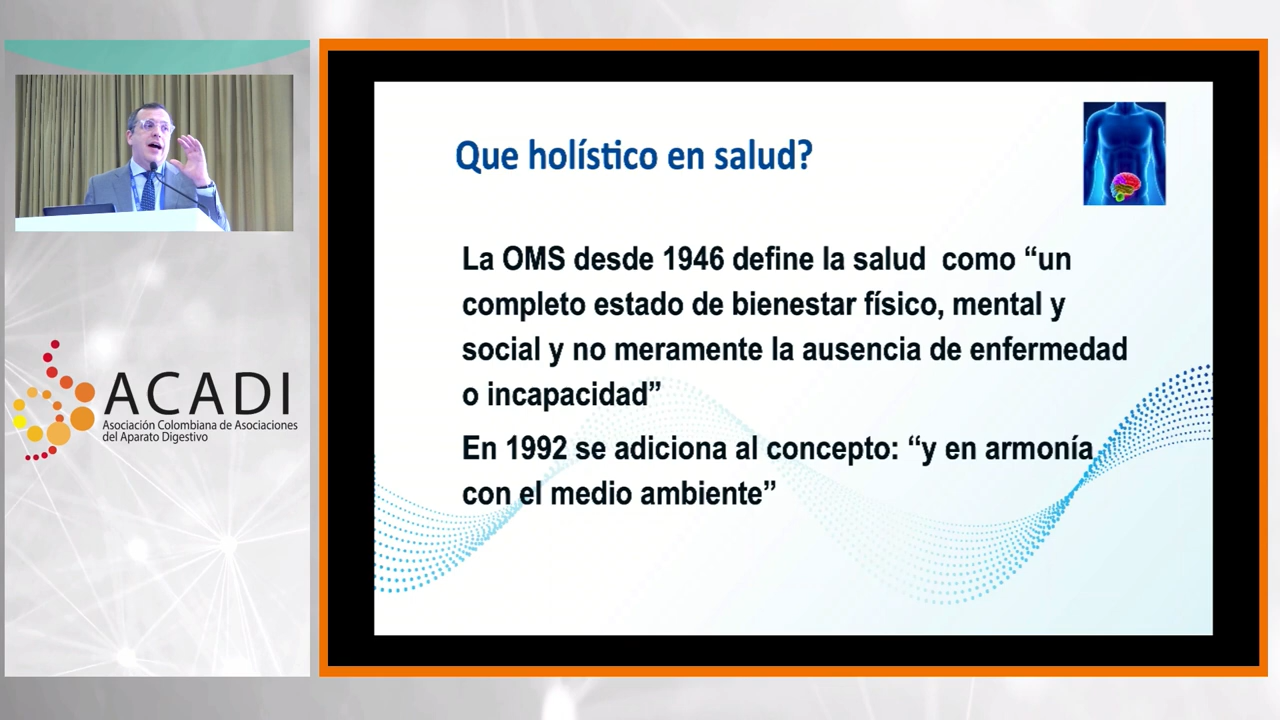 Que holístico en salud?
La OMS desde 1946 define la salud como “un
completo estado de bienestar físico, mental y
social y no meramente la ausencia de enfermedad
o incapacidad”
En 1992 se adiciona al concepto: “y en armonía
con el medio ambiente”
ACADI
Asociación Colombiana de Asociaciones
del Aparato Digestivo